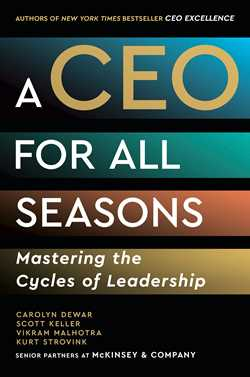 AUTHORS OF NEW YORK TIMES BESTSELLER CEO EXCELLENCE
A CEO
FOR ALL
SEASONS
Mastering the
Cycles of Leadership
CAROLYN DEWAR
SCOTT KELLER
VIKRAM MALHOTRA
KURT STROVINK
SENIOR PARTNERS AT McKINSEY & COMPANY